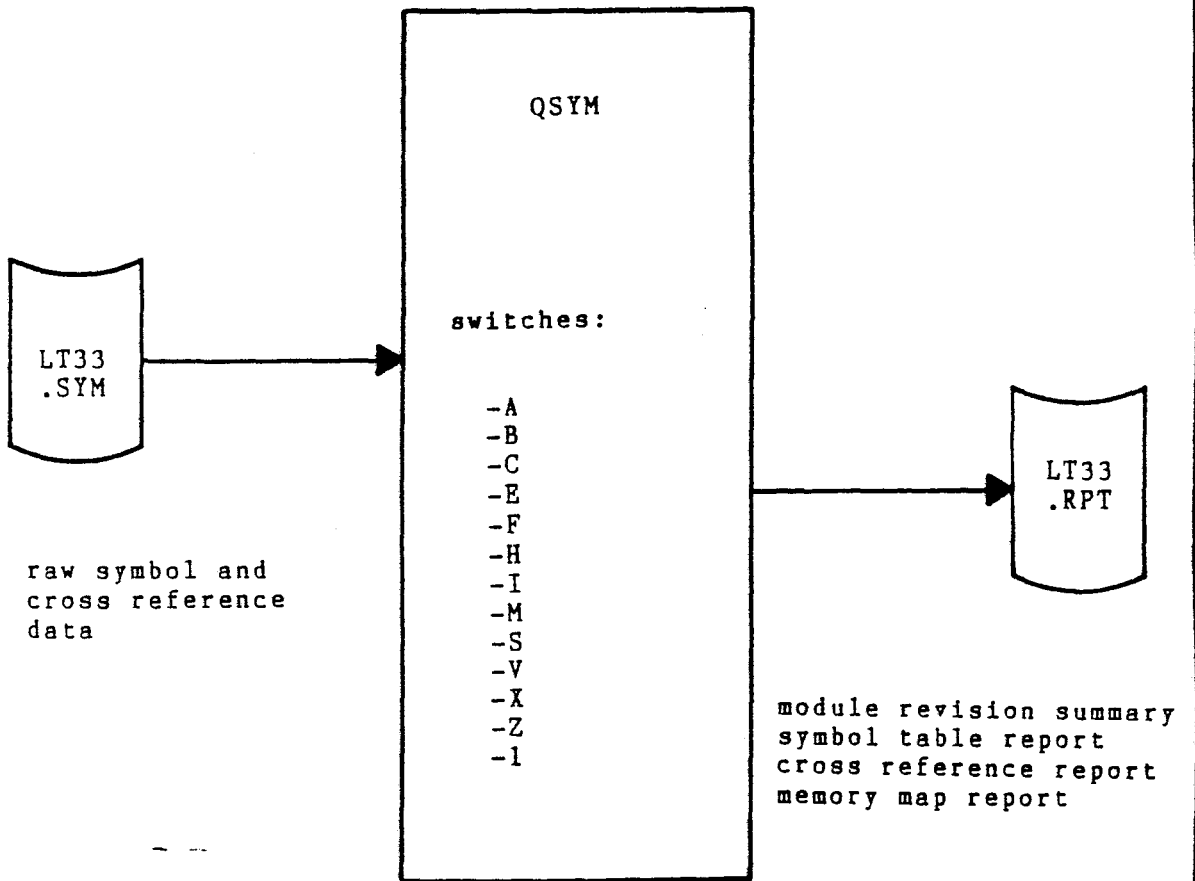 QSYM
switches:
LT33
.SYM
-A
-B
-C
-E
-F
-H
-I
-M
-S
-V
-X
-Z
-1
LT33
.RPT
raw symbol and
cross reference
data
module revision summary
symbol table report
cross reference report
memory map report